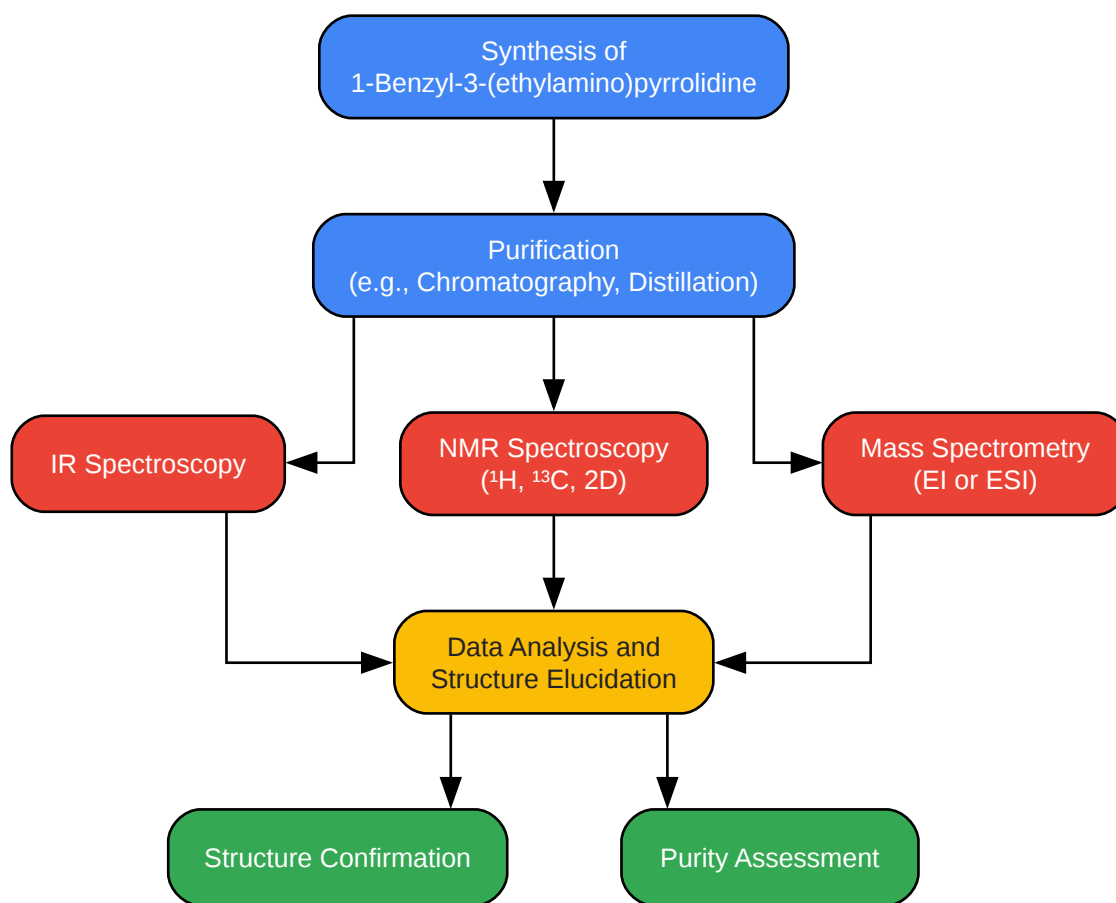 Synthesis of
1-Benzyl-3-(ethylamino)pyrrolidine
Purification
(e.g., Chromatography, Distillation)
IR Spectroscopy
NMR Spectroscopy
(¹H, ¹³C, 2D)
Mass Spectrometry
(EI or ESI)
Data Analysis and
Structure Elucidation
Structure Confirmation
Purity Assessment